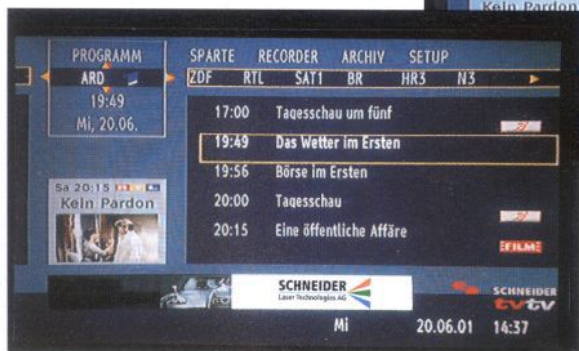 Kein Pardon
PROGRAMM SPARTE RECORDER ARCHIV SETUP
ARD ZDF RTL SAT1 BR HR3 N3
19:49
Mi, 20.06.
17:00 Tagesschau um fünf
19:49 Das Wetter im Ersten
19:56 Börse im Ersten
20:00 Tagesschau
20:15 Eine öffentliche Affäre
FILM
Sa 20:15
Kein Pardon
SCHNEIDER
Laser Technologies AG
SCHNEIDER
tvtv
Mi 20.06.01 14:37